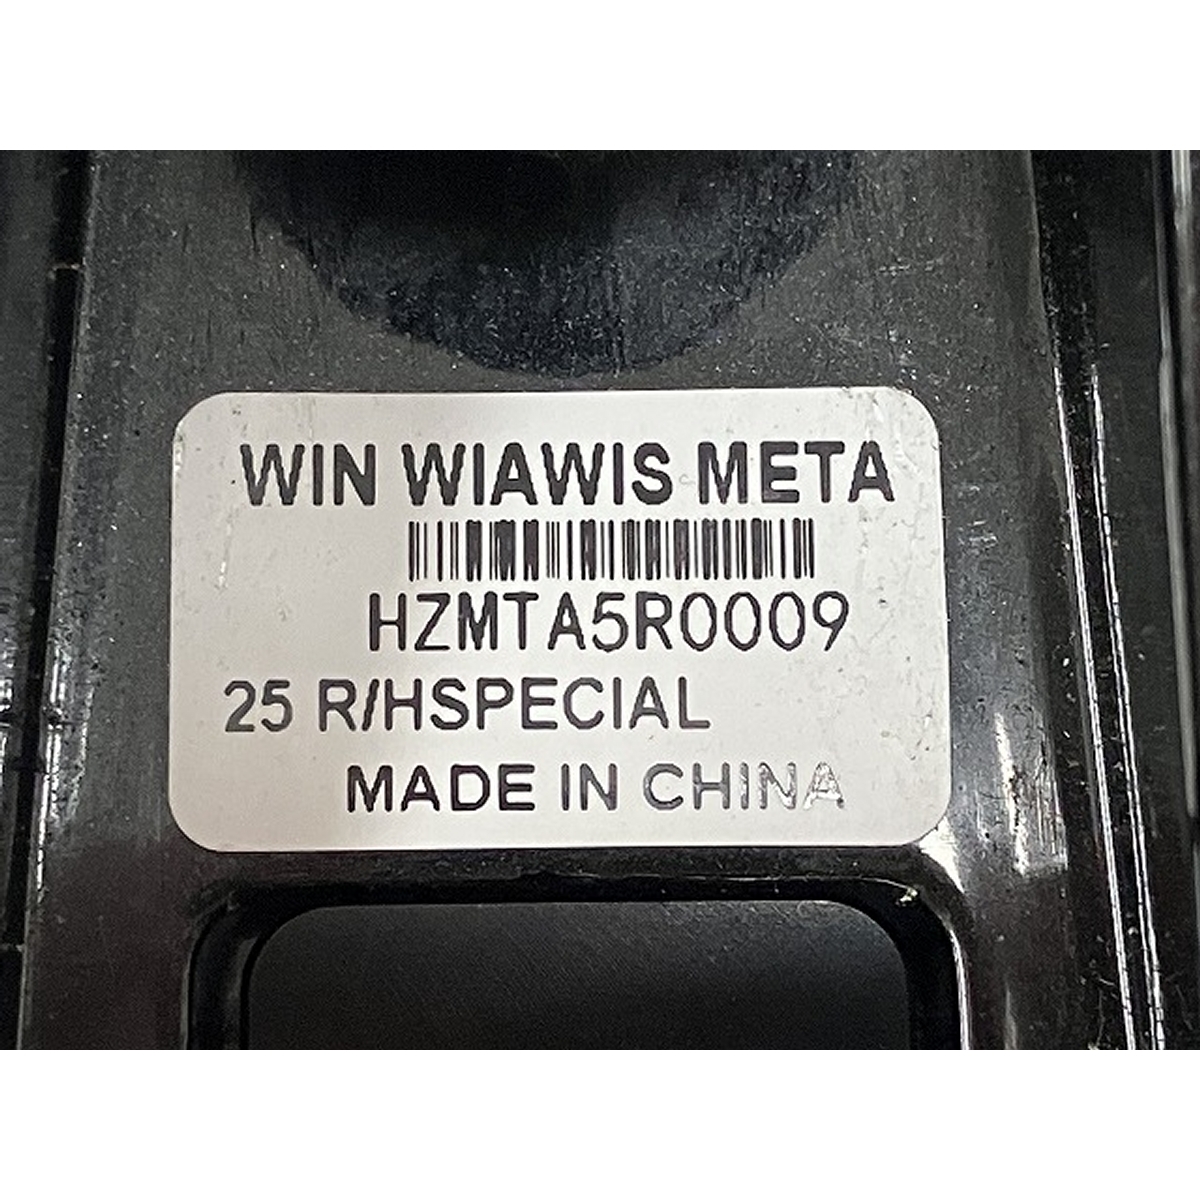 WIN WIAWIS META
HZMTA5R0009
25 R/HSPECIAL
MADE IN CHINA